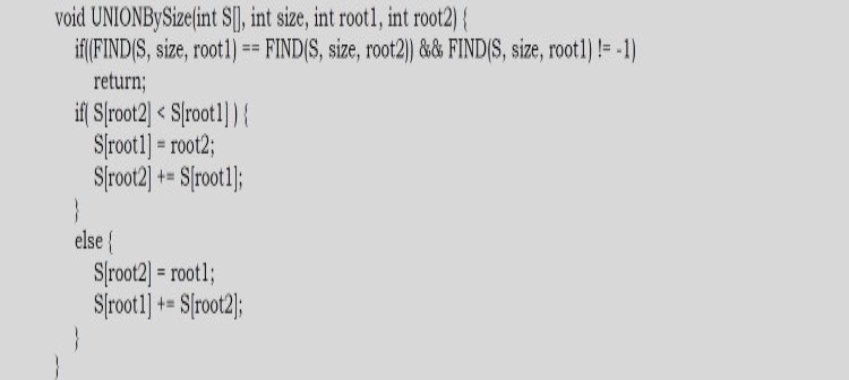 void UNIONBySize(int S[], int size, int root1, int root2) {
if((FIND(S, size, root1) == FIND(S, size, root2)) && FIND(S, size, root1) != -1)
return;
if( S[root2] < S[root1] ) {
S[root1] = root2;
S[root2] += S[root1];
}
else {
S[root2] = root1;
S[root1] += S[root2];
}
}